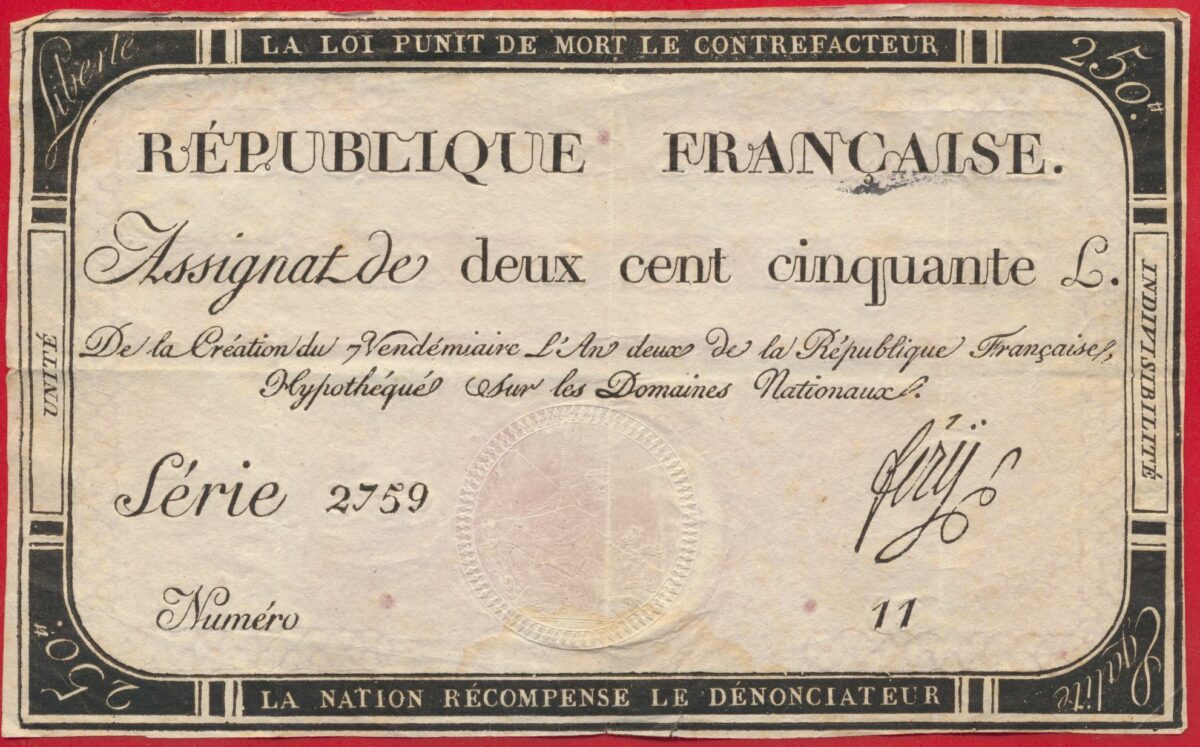 Liberté
LA LOI PUNIT DE MORT LE CONTREFACTEUR
250.ᵗᵗ
RÉPUBLIQUE FRANÇAISE.
Assignat de deux cent cinquante L.
De la Création du 7 Vendémiaire L'An deux de la République Française,
Hypothéqué sur les Domaines Nationaux.
UNITÉ
INDIVISIBILITÉ
Série 2759
Numéro 11
250.ᵗᵗ
LA NATION RÉCOMPENSE LE DÉNONCIATEUR
Egalité